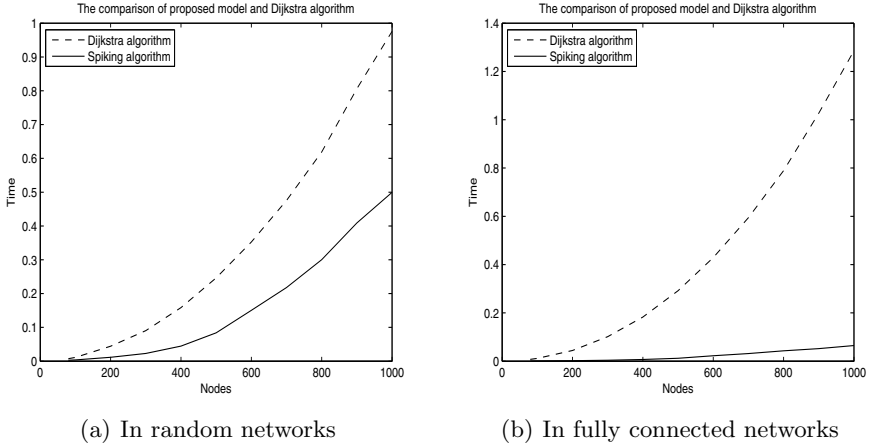 The comparison of proposed model and Dijkstra algorithm
1
0.9
0.8
0.7
0.6
0.5
0.4
0.3
0.2
0.1
0
Time
Dijkstra algorithm
Spiking algorithm
0 200 400 600 800 1000
Nodes
(a) In random networks
The comparison of proposed model and Dijkstra algorithm
1.4
1.2
1
0.8
0.6
0.4
0.2
0
Time
Dijkstra algorithm
Spiking algorithm
0 200 400 600 800 1000
Nodes
(b) In fully connected networks